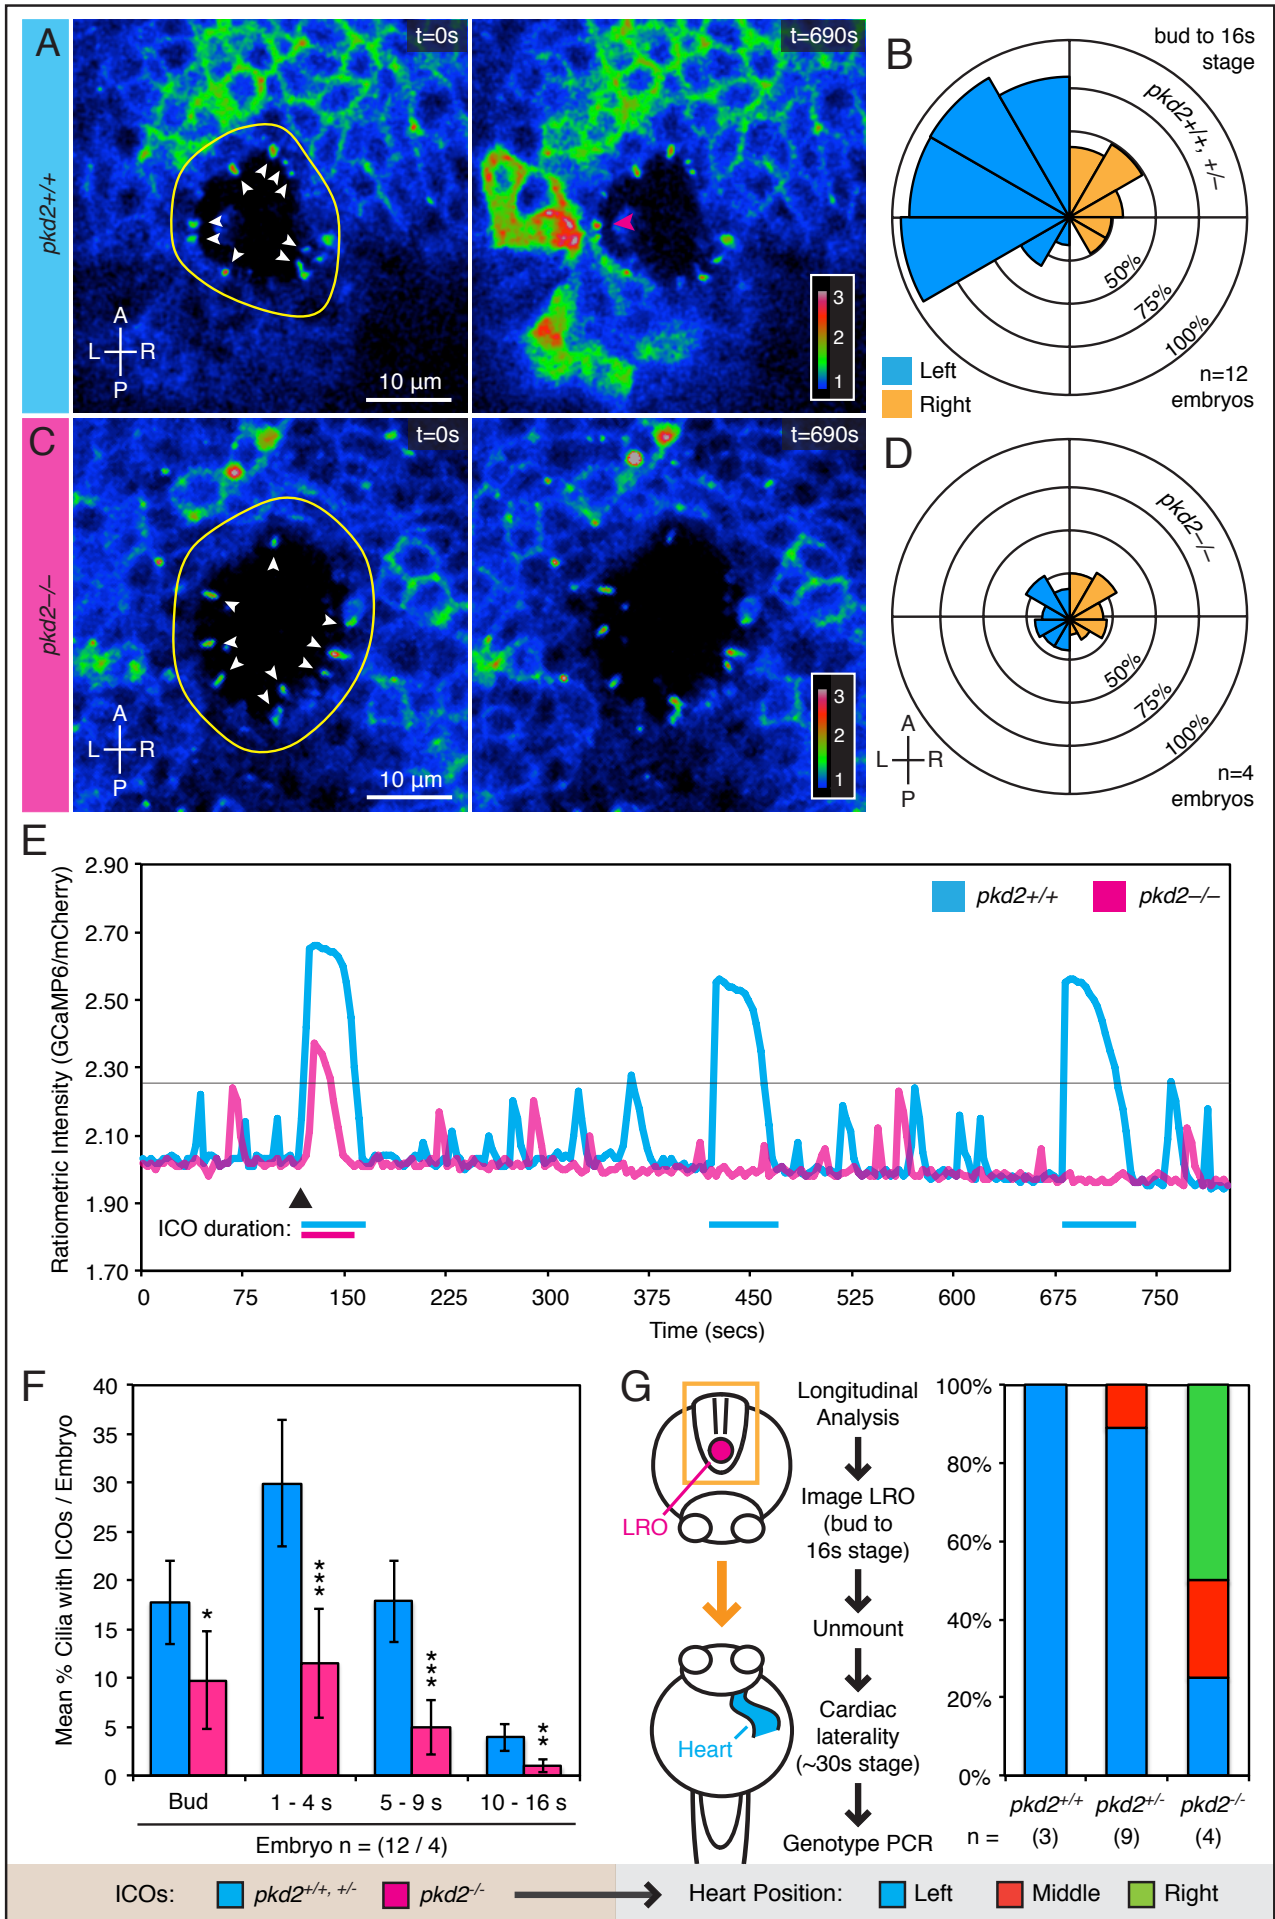 A
pkd2+/+
t=0s
A
L R
P
10 µm
t=690s
3
2
1
B
bud to 16s
stage
pkd2+/+, +/–
50%
75%
100%
Left
Right
n=12
embryos
C
pkd2–/–
t=0s
A
L R
P
10 µm
t=690s
3
2
1
D
pkd2–/–
50%
75%
100%
A
L R
P
n=4
embryos
E
Ratiometric Intensity (GCaMP6/mCherry)
2.90
2.70
2.50
2.30
2.10
1.90
1.70
pkd2+/+
pkd2–/–
ICO duration:
0 75 150 225 300 375 450 525 600 675 750
Time (secs)
F
Mean % Cilia with ICOs / Embryo
40
35
30
25
20
15
10
5
0
*
***
***
**
Bud 1 - 4 s 5 - 9 s 10 - 16 s
Embryo n = (12 / 4)
G
LRO
Heart
Longitudinal
Analysis
Image LRO
(bud to
16s stage)
Unmount
Cardiac
laterality
(~30s stage)
Genotype PCR
100%
80%
60%
40%
20%
0%
pkd2+/+ pkd2+/- pkd2-/-
n = (3) (9) (4)
ICOs: pkd2+/+, +/- pkd2-/- Heart Position: Left Middle Right